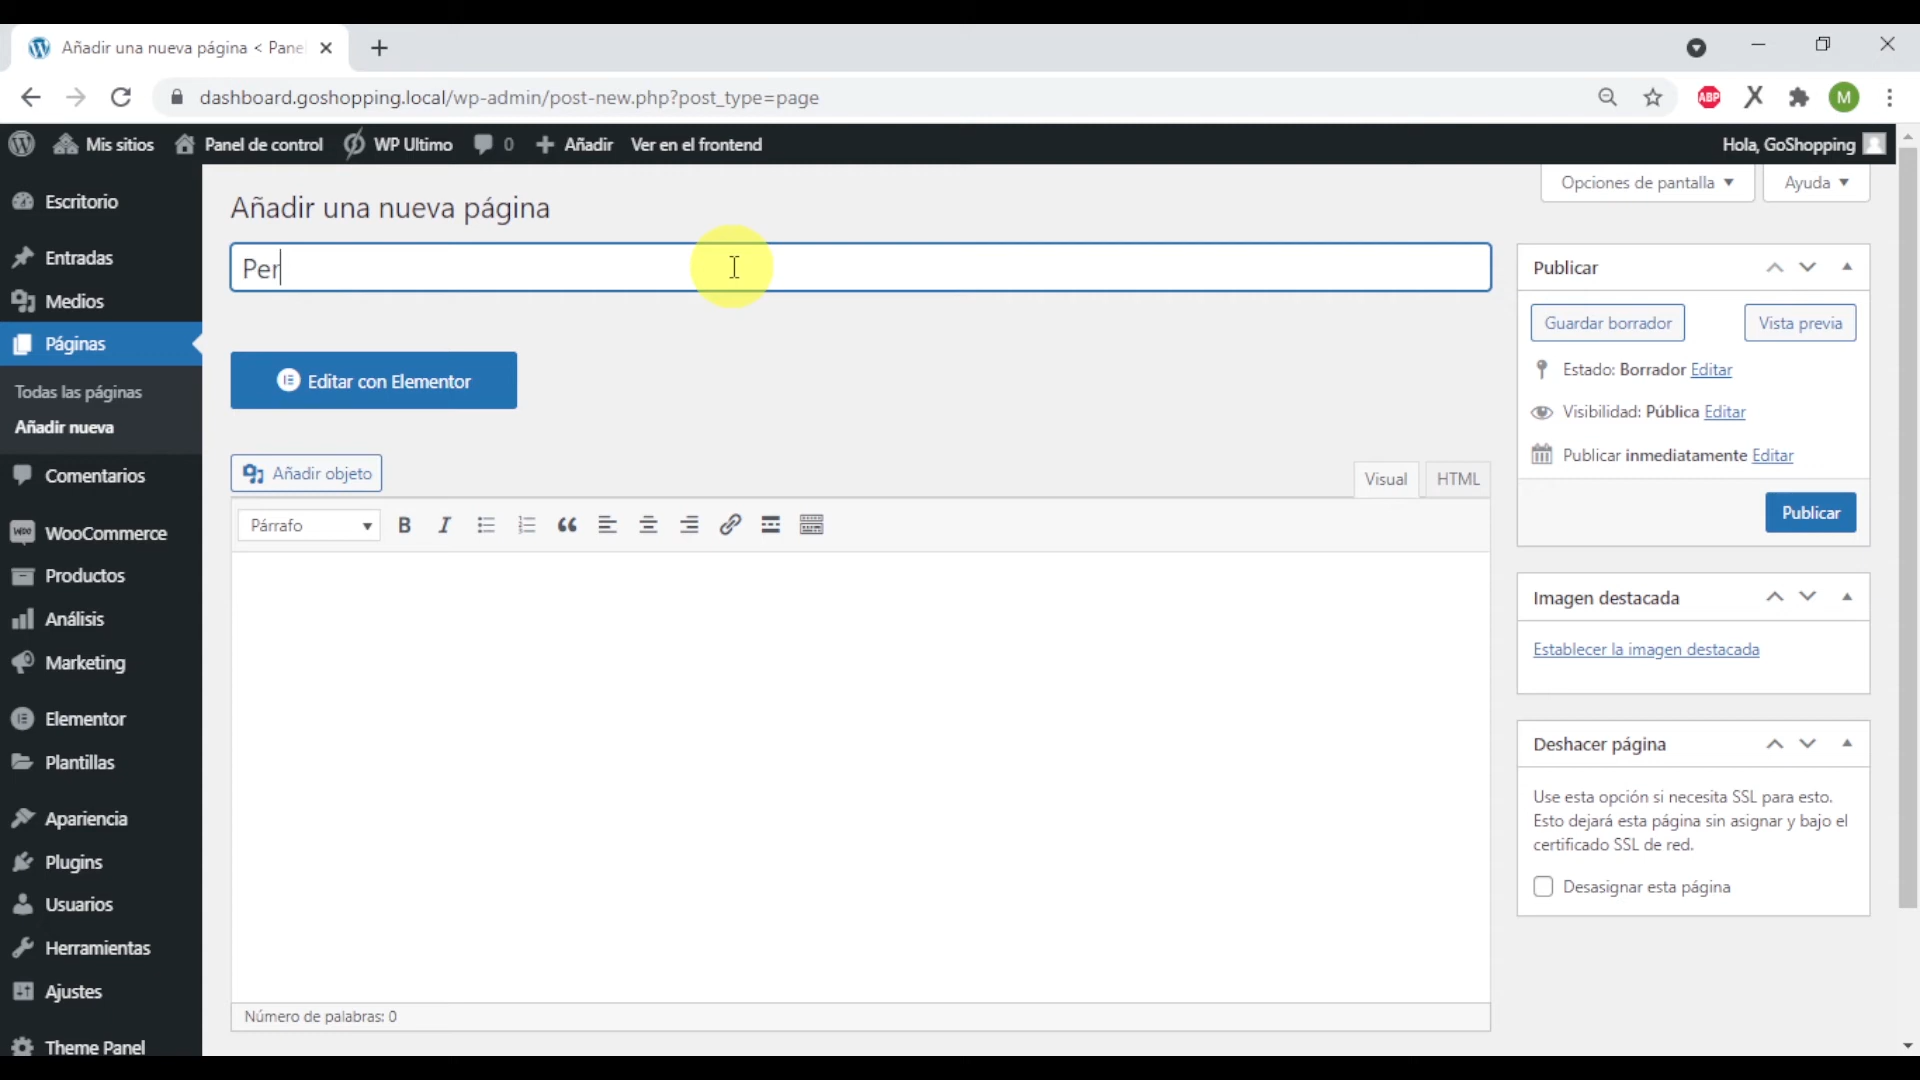 Añadir una nueva página < Pane
dashboard.goshopping.local/wp-admin/post-new.php?post_type=page
ABP
M
Mis sitios
Panel de control
WP Ultimo
0
Añadir
Ver en el frontend
Hola, GoShopping
Escritorio
Entradas
Medios
Páginas
Todas las páginas
Añadir nueva
Comentarios
WooCommerce
Productos
Análisis
Marketing
Elementor
Plantillas
Apariencia
Plugins
Usuarios
Herramientas
Ajustes
Theme Panel
Opciones de pantalla
Ayuda
Añadir una nueva página
Per
Editar con Elementor
Añadir objeto
Visual
HTML
Párrafo
B I
Número de palabras: 0
Publicar
Guardar borrador
Vista previa
Estado: Borrador Editar
Visibilidad: Pública Editar
Publicar inmediatamente Editar
Publicar
Imagen destacada
Establecer la imagen destacada
Deshacer página
Use esta opción si necesita SSL para esto.
Esto dejará esta página sin asignar y bajo el
certificado SSL de red.
Desasignar esta página